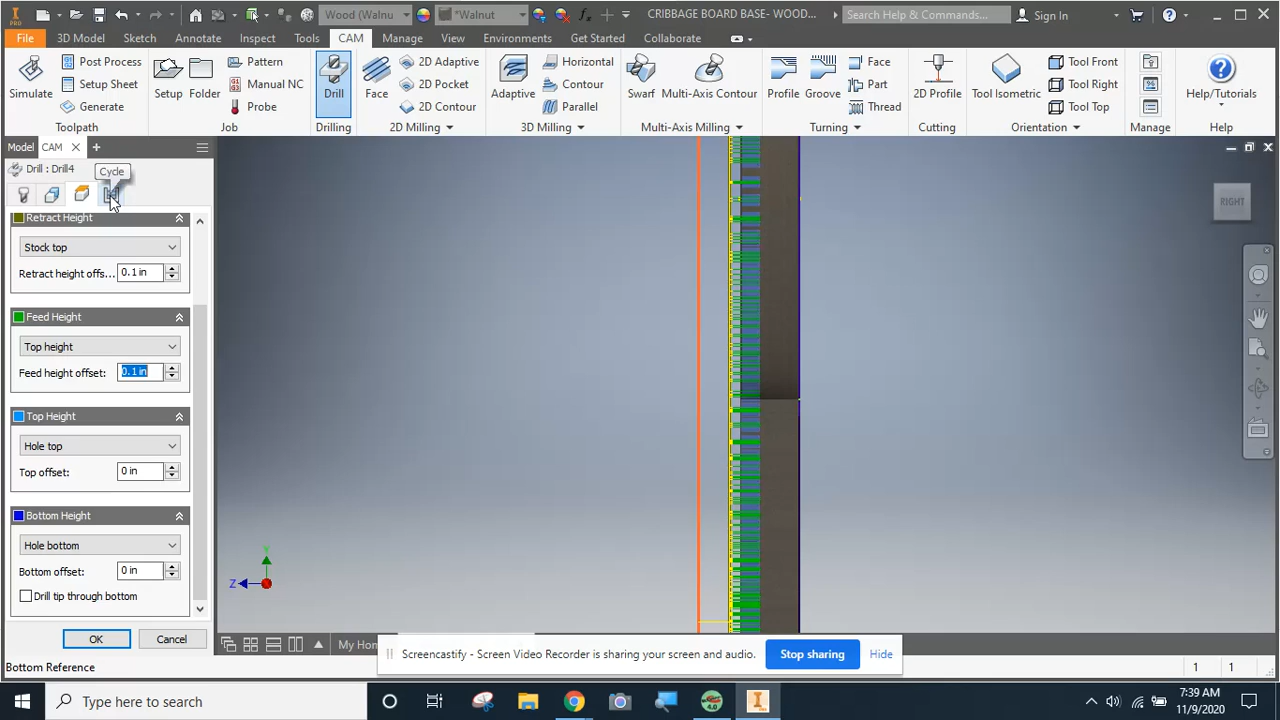 Wood (Walnu
*Walnut
CRIBBAGE BOARD BASE- WOOD...
Search Help & Commands...
Sign In
PRO
File
3D Model
Sketch
Annotate
Inspect
Tools
CAM
Manage
View
Environments
Get Started
Collaborate
Simulate
Post Process
Setup Sheet
Generate
Toolpath
Setup
Folder
Pattern
Manual NC
Probe
Job
Drill
Drilling
Face
2D Adaptive
2D Pocket
2D Contour
2D Milling
Adaptive
Horizontal
Contour
Parallel
3D Milling
Swarf
Multi-Axis Contour
Multi-Axis Milling
Profile
Groove
Face
Part
Thread
Turning
2D Profile
Cutting
Tool Isometric
Tool Front
Tool Right
Tool Top
Orientation
Manage
Help/Tutorials
Help
Model
CAM
Drill : Drill4
Cycle
Retract Height
Stock top
Retract height offs...
0.1 in
Feed Height
Top height
Feed height offset:
0.1 in
Top Height
Hole top
Top offset:
0 in
Bottom Height
Hole bottom
Bottom offset:
0 in
Drill tip through bottom
OK
Cancel
RIGHT
Y
Z
My Hom
Screencastify - Screen Video Recorder is sharing your screen and audio.
Stop sharing
Hide
Bottom Reference
1
1
Type here to search
4.0
7:39 AM
11/9/2020